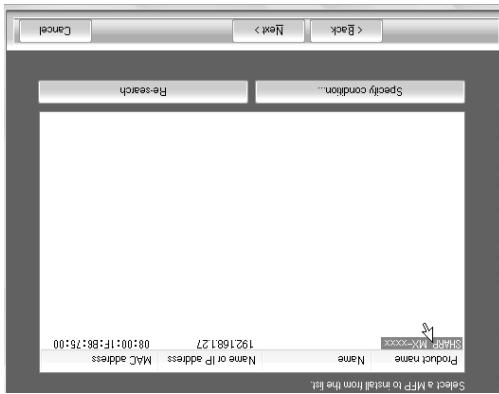 Select a MFP to install from the list.
Product name Name Name or IP address MAC address
SHARP MX-xxxx 192.168.1.27 08:00:1F:B6:75:00
Specify condition... Re-search
< Back Next > Cancel